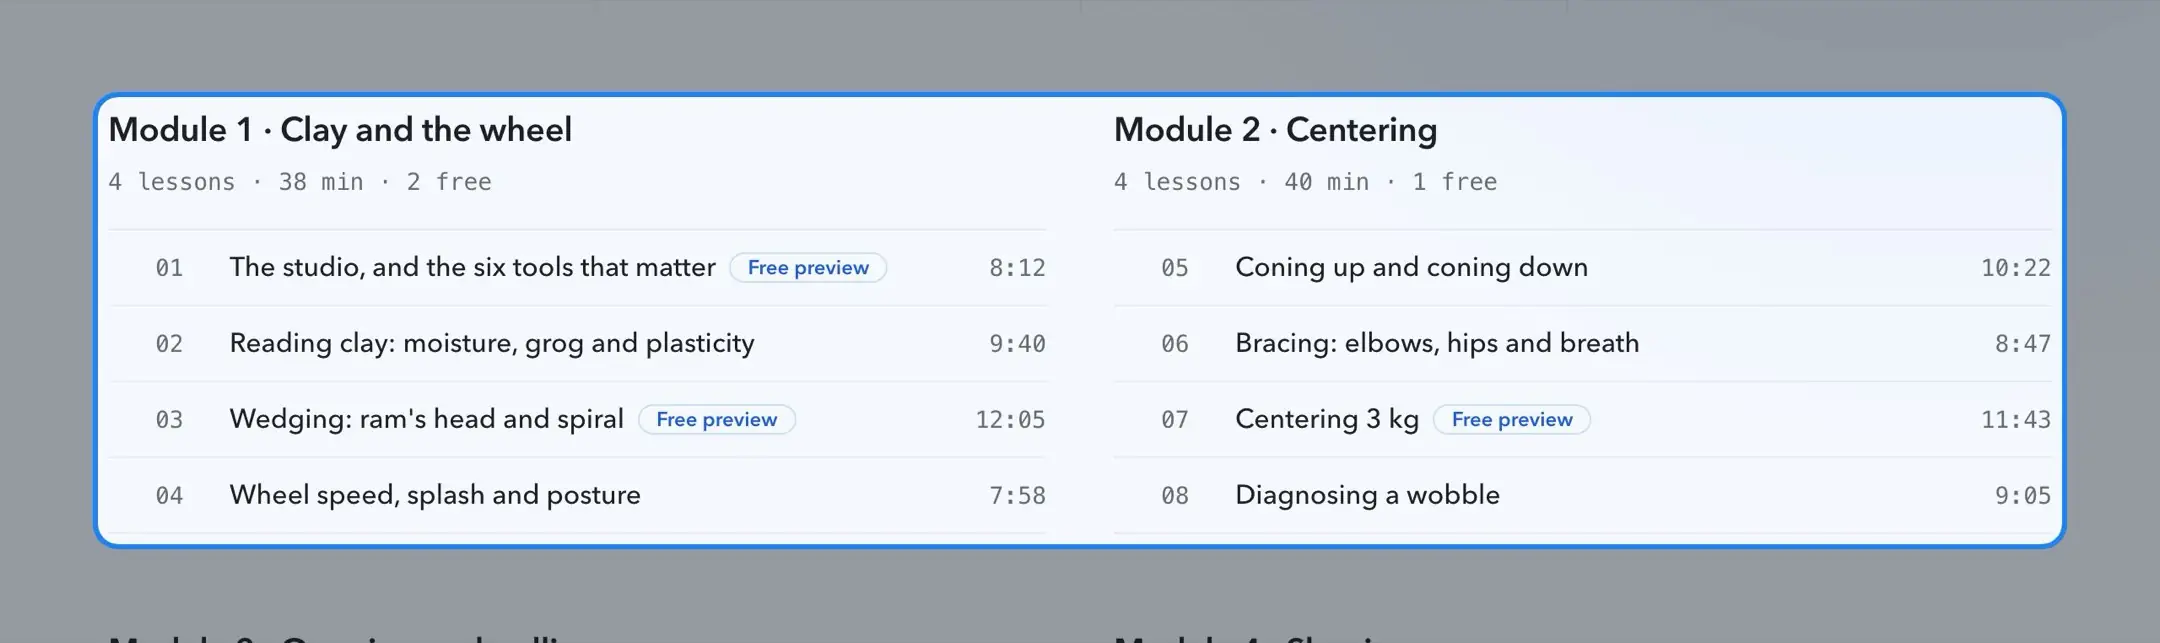 Module 1 · Clay and the wheel
4 lessons · 38 min · 2 free
01 The studio, and the six tools that matter Free preview 8:12
02 Reading clay: moisture, grog and plasticity 9:40
03 Wedging: ram's head and spiral Free preview 12:05
04 Wheel speed, splash and posture 7:58
Module 2 · Centering
4 lessons · 40 min · 1 free
05 Coning up and coning down 10:22
06 Bracing: elbows, hips and breath 8:47
07 Centering 3 kg Free preview 11:43
08 Diagnosing a wobble 9:05